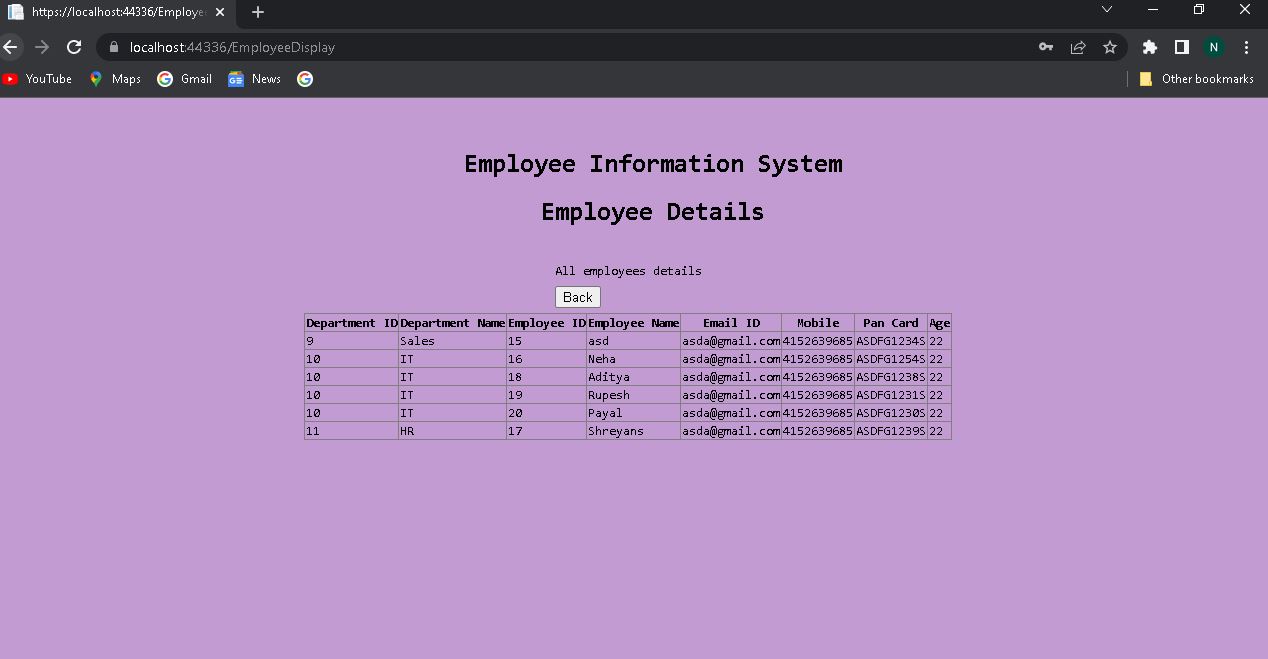 https://localhost:44336/Employee
localhost:44336/EmployeeDisplay
N
YouTube Maps Gmail GE News Other bookmarks
Employee Information System
Employee Details
All employees details
Back
Department ID Department Name Employee ID Employee Name Email ID Mobile Pan Card Age
9 Sales 15 asd asda@gmail.com 4152639685 ASDFG1234S 22
10 IT 16 Neha asda@gmail.com 4152639685 ASDFG1254S 22
10 IT 18 Aditya asda@gmail.com 4152639685 ASDFG1238S 22
10 IT 19 Rupesh asda@gmail.com 4152639685 ASDFG1231S 22
10 IT 20 Payal asda@gmail.com 4152639685 ASDFG1230S 22
11 HR 17 Shreyans asda@gmail.com 4152639685 ASDFG1239S 22